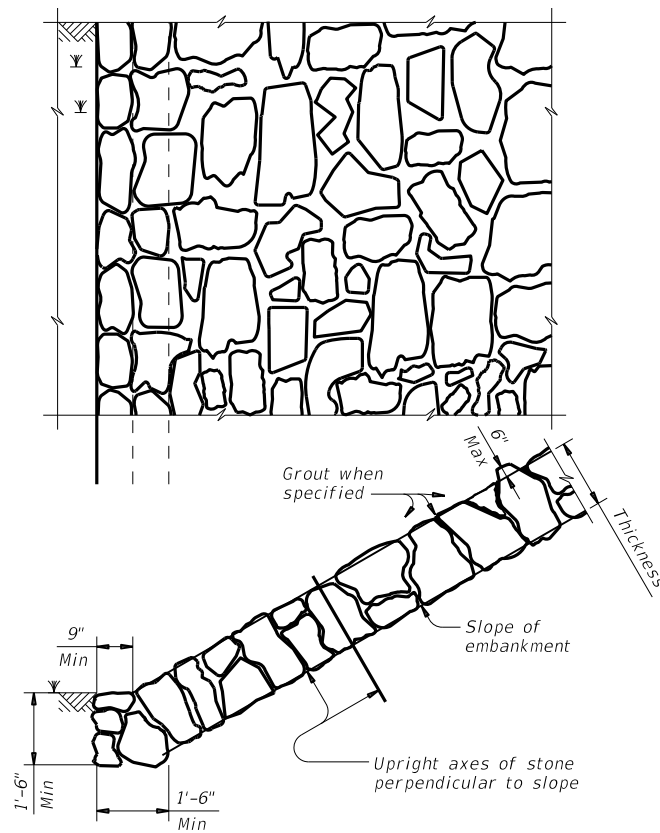 6"
Max
Grout when
specified
Thickness
Slope of
embankment
9"
Min
Upright axes of stone
perpendicular to slope
1'-6"
Min
1'-6"
Min